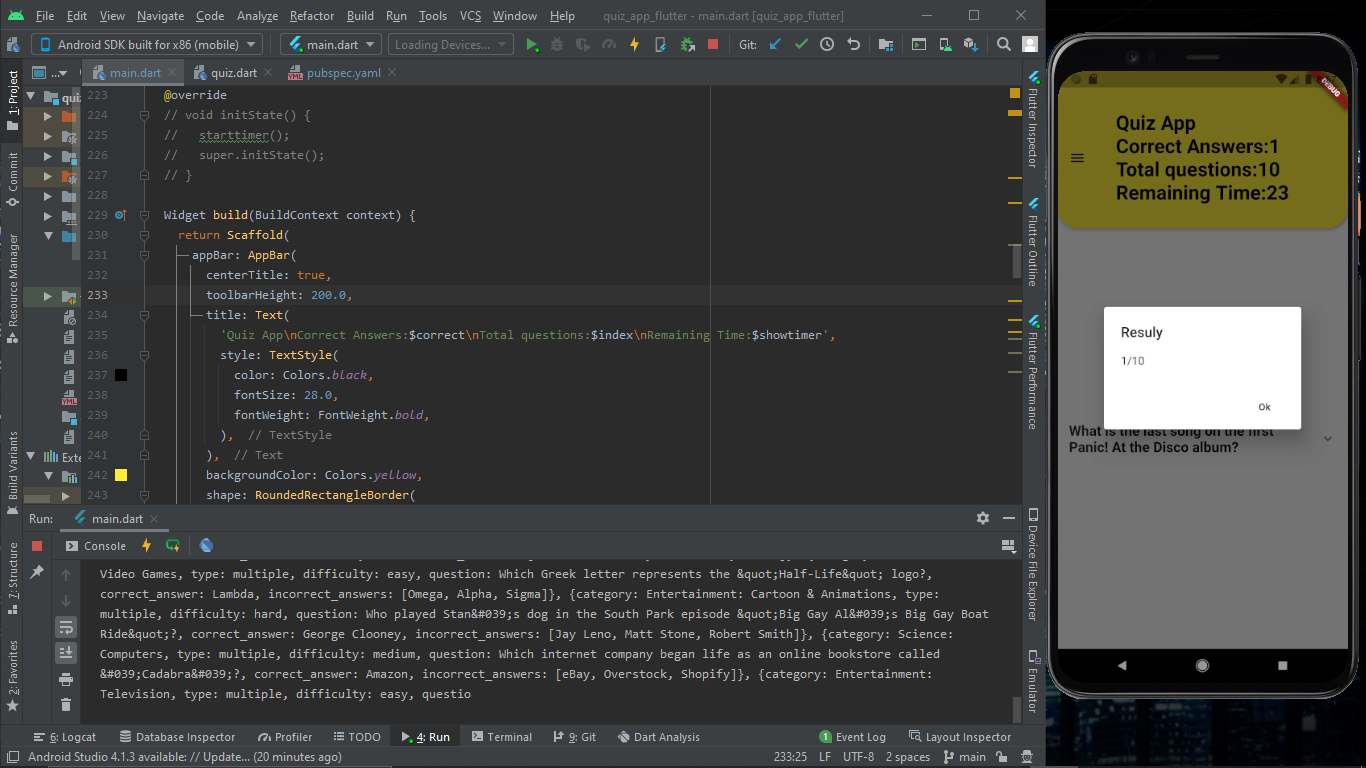 File Edit View Navigate Code Analyze Refactor Build Run Tools VCS Window Help quiz_app_flutter - main.dart [quiz_app_flutter]
Android SDK built for x86 (mobile) main.dart Loading Devices... Git:
1: Project
Commit
Resource Manager
Build Variants
7: Structure
2: Favorites
...
main.dart quiz.dart pubspec.yaml
quiz
Exte
223 @override
224 // void initState() {
225 //   starttimer();
226 //   super.initState();
227 // }
228
229 Widget build(BuildContext context) {
230 return Scaffold(
231 appBar: AppBar(
232 centerTitle: true,
233 toolbarHeight: 200.0,
234 title: Text(
235 'Quiz App\nCorrect Answers:$correct\nTotal questions:$index\nRemaining Time:$showtimer',
236 style: TextStyle(
237 color: Colors.black,
238 fontSize: 28.0,
239 fontWeight: FontWeight.bold,
240 ), // TextStyle
241 ), // Text
242 backgroundColor: Colors.yellow,
243 shape: RoundedRectangleBorder(
Flutter Inspector
Flutter Outline
Flutter Performance
Device File Explorer
Emulator
Run: main.dart
Console
Video Games, type: multiple, difficulty: easy, question: Which Greek letter represents the &quot;Half-Life&quot; logo?,
correct_answer: Lambda, incorrect_answers: [Omega, Alpha, Sigma]}, {category: Entertainment: Cartoon & Animations, type:
multiple, difficulty: hard, question: Who played Stan&#039;s dog in the South Park episode &quot;Big Gay Al&#039;s Big Gay Boat
Ride&quot;?, correct_answer: George Clooney, incorrect_answers: [Jay Leno, Matt Stone, Robert Smith]}, {category: Science:
Computers, type: multiple, difficulty: medium, question: Which internet company began life as an online bookstore called
&#039;Cadabra&#039;?, correct_answer: Amazon, incorrect_answers: [eBay, Overstock, Shopify]}, {category: Entertainment:
Television, type: multiple, difficulty: easy, questio
6: Logcat Database Inspector Profiler TODO 4: Run Terminal 9: Git Dart Analysis 1 Event Log Layout Inspector
Android Studio 4.1.3 available: // Update... (20 minutes ago) 233:25 LF UTF-8 2 spaces main
DEBUG
Quiz App
Correct Answers:1
Total questions:10
Remaining Time:23
Resuly
1/10
Ok
What is the last song on the first
Panic! At the Disco album?